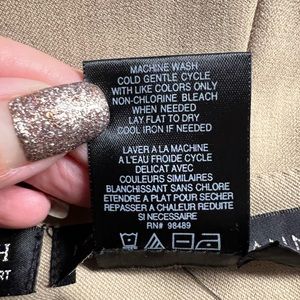 MACHINE WASH
COLD GENTLE CYCLE
WITH LIKE COLORS ONLY
NON-CHLORINE BLEACH
WHEN NEEDED
LAY FLAT TO DRY
COOL IRON IF NEEDED
LAVER A LA MACHINE
A L'EAU FROIDE CYCLE
DELICAT AVEC
COULEURS SIMILAIRES
BLANCHISSANT SANS CHLORE
ETENDRE A PLAT POUR SECHER
REPASSER A CHALEUR REDUITE
SI NECESSAIRE
RN# 98489